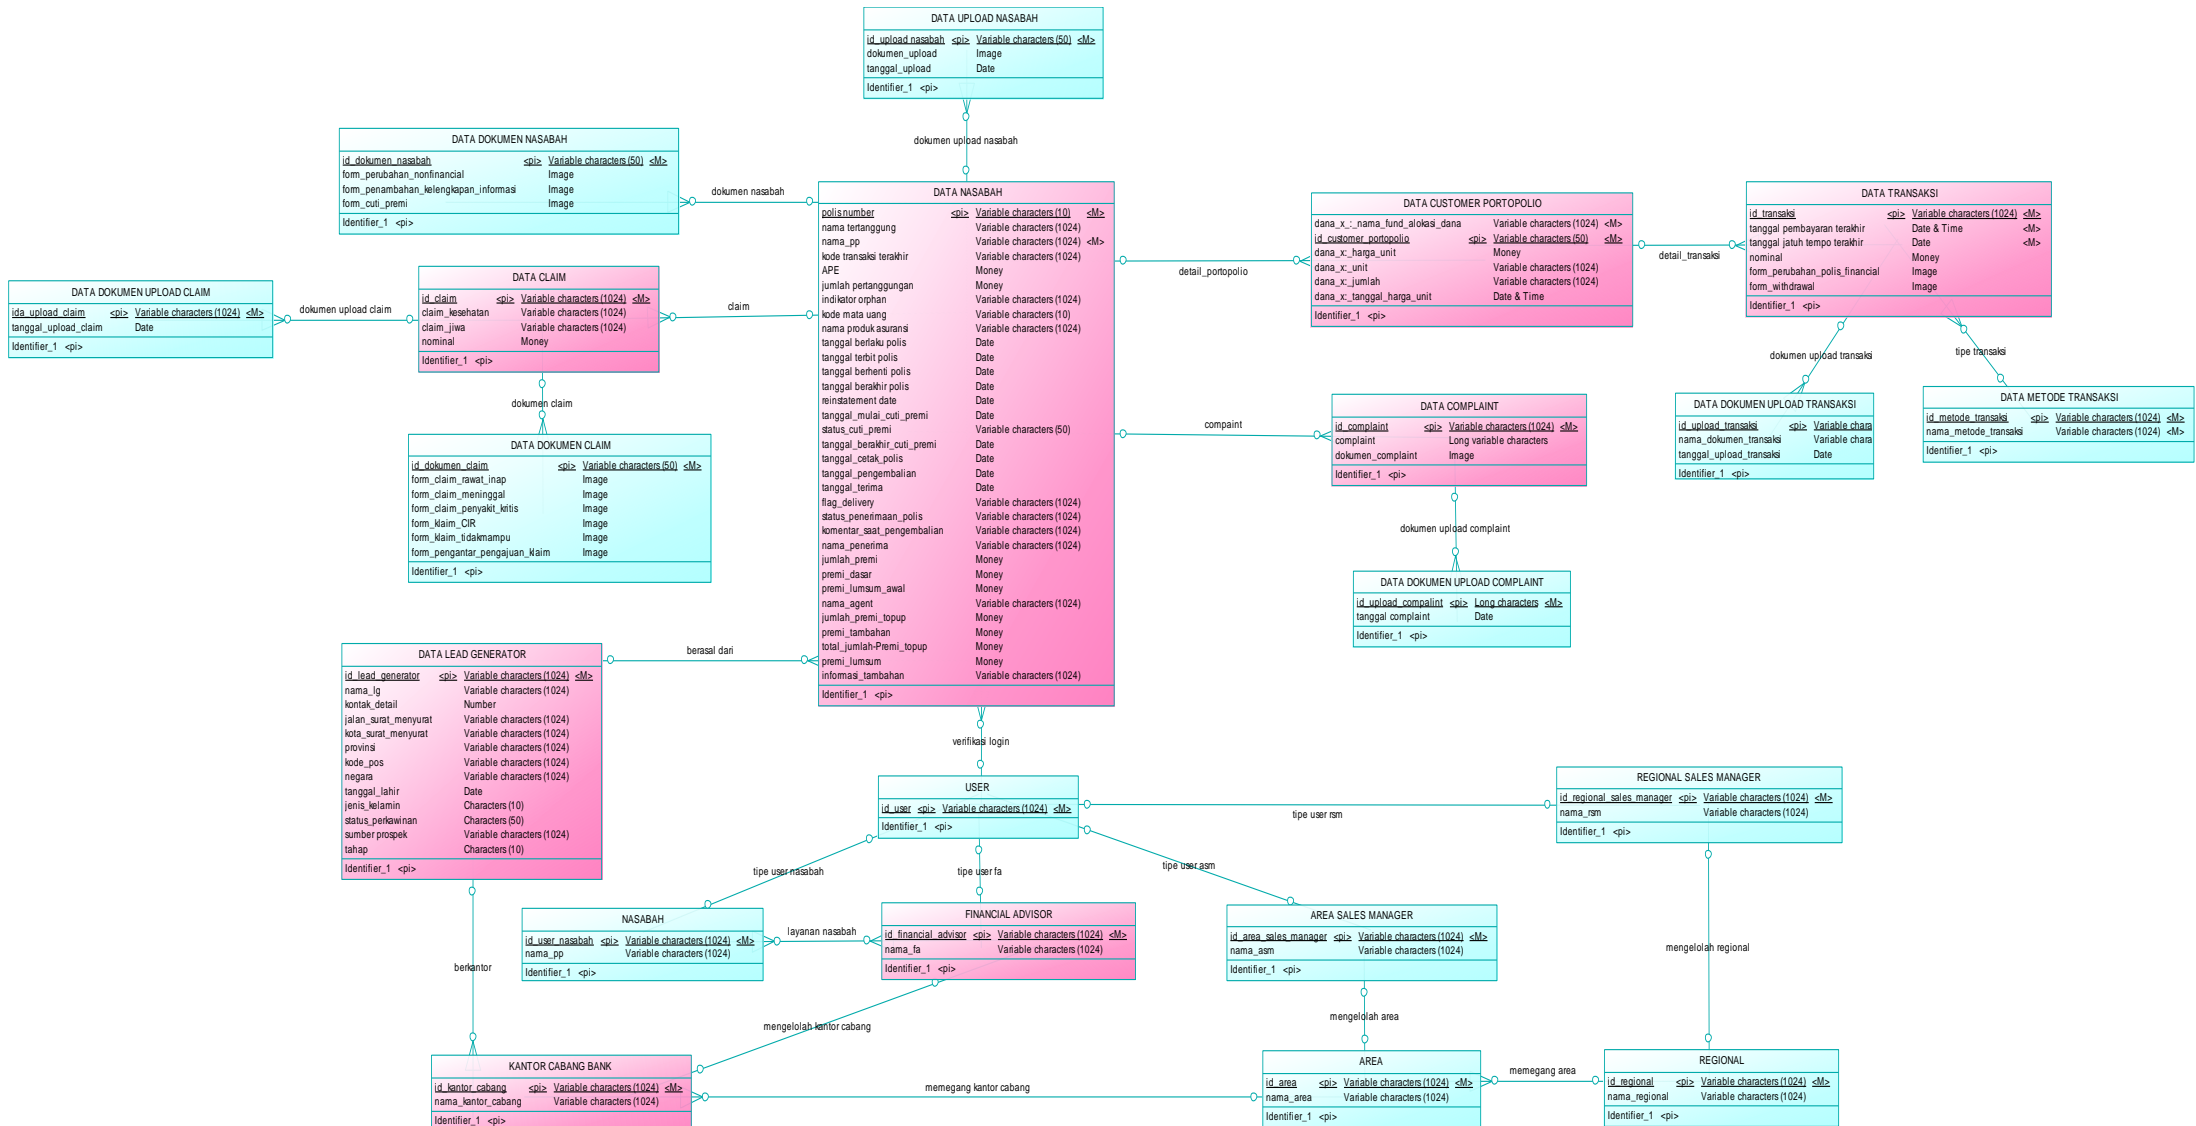 DATA UPLOAD NASABAH
id_upload nasabah <pi> Variable characters (50) <M>
dokumen_upload Image
tanggal_upload Date
Identifier_1 <pi>
dokumen upload nasabah
DATA DOKUMEN NASABAH
id_dokumen_nasabah <pi> Variable characters (50) <M>
form_perubahan_nonfinancial Image
form_penambahan_kelengkapan_informasi Image
form_cuti_premi Image
Identifier_1 <pi>
dokumen nasabah
DATA DOKUMEN UPLOAD CLAIM
ida_upload_claim <pi> Variable characters (1024) <M>
tanggal_upload_claim Date
Identifier_1 <pi>
dokumen upload claim
DATA CLAIM
id_claim <pi> Variable characters (1024) <M>
claim_kesehatan Variable characters (1024)
claim_jiwa Variable characters (1024)
nominal Money
Identifier_1 <pi>
claim
dokumen claim
DATA DOKUMEN CLAIM
id_dokumen_claim <pi> Variable characters (50) <M>
form_claim_rawat_inap Image
form_claim_meninggal Image
form_claim_penyakit_kritis Image
form_klaim_CIR Image
form_klaim_tidakmampu Image
form_pengantar_pengajuan_klaim Image
Identifier_1 <pi>
DATA NASABAH
polis number <pi> Variable characters (10) <M>
nama tertanggung Variable characters (1024)
nama_pp Variable characters (1024) <M>
kode transaksi terakhir Variable characters (1024)
APE Money
jumlah pertanggungan Money
indikator orphan Variable characters (1024)
kode mata uang Variable characters (10)
nama produk asuransi Variable characters (1024)
tanggal berlaku polis Date
tanggal terbit polis Date
tanggal berhenti polis Date
tanggal berakhir polis Date
reinstatement date Date
tanggal_mulai_cuti_premi Date
status_cuti_premi Variable characters (50)
tanggal_berakhir_cuti_premi Date
tanggal_cetak_polis Date
tanggal_pengembalian Date
tanggal_terima Date
flag_delivery Variable characters (1024)
status_penerimaan_polis Variable characters (1024)
komentar_saat_pengembalian Variable characters (1024)
nama_penerima Variable characters (1024)
jumlah_premi Money
premi_dasar Money
premi_lumsum_awal Money
nama_agent Variable characters (1024)
jumlah_premi_topup Money
premi_tambahan Money
total_jumlah-Premi_topup Money
premi_lumsum Money
informasi_tambahan Variable characters (1024)
Identifier_1 <pi>
detail_portopolio
DATA CUSTOMER PORTOPOLIO
dana_x_:_nama_fund_alokasi_dana Variable characters (1024) <M>
id_customer_portopolio <pi> Variable characters (50) <M>
dana_x:_harga_unit Money
dana_x:_unit Variable characters (1024)
dana_x:_jumlah Variable characters (1024)
dana_x:_tanggal_harga_unit Date & Time
Identifier_1 <pi>
detail_transaksi
DATA TRANSAKSI
id_transaksi <pi> Variable characters (1024) <M>
tanggal pembayaran terakhir Date & Time <M>
tanggal jatuh tempo terakhir Date <M>
nominal Money
form_perubahan_polis_financial Image
form_withdrawal Image
Identifier_1 <pi>
dokumen upload transaksi
tipe transaksi
DATA DOKUMEN UPLOAD TRANSAKSI
id_upload_transaksi <pi> Variable chara
nama_dokumen_transaksi Variable chara
tanggal_upload_transaksi Date
Identifier_1 <pi>
DATA METODE TRANSAKSI
id_metode_transaksi <pi> Variable characters (1024) <M>
nama_metode_transaksi Variable characters (1024) <M>
Identifier_1 <pi>
compaint
DATA COMPLAINT
id_complaint <pi> Variable characters (1024) <M>
complaint Long variable characters
dokumen_complaint Image
Identifier_1 <pi>
dokumen upload complaint
DATA DOKUMEN UPLOAD COMPLAINT
id_upload_compalint <pi> Long characters <M>
tanggal complaint Date
Identifier_1 <pi>
DATA LEAD GENERATOR
id_lead_generator <pi> Variable characters (1024) <M>
nama_lg Variable characters (1024)
kontak_detail Number
jalan_surat_menyurat Variable characters (1024)
kota_surat_menyurat Variable characters (1024)
provinsi Variable characters (1024)
kode_pos Variable characters (1024)
negara Variable characters (1024)
tanggal_lahir Date
jenis_kelamin Characters (10)
status_perkawinan Characters (50)
sumber prospek Variable characters (1024)
tahap Characters (10)
Identifier_1 <pi>
berasal dari
verifikasi login
USER
id_user <pi> Variable characters (1024) <M>
Identifier_1 <pi>
tipe user rsm
REGIONAL SALES MANAGER
id_regional_sales_manager <pi> Variable characters (1024) <M>
nama_rsm Variable characters (1024)
Identifier_1 <pi>
tipe user nasabah
tipe user fa
tipe user asm
NASABAH
id_user_nasabah <pi> Variable characters (1024) <M>
nama_pp Variable characters (1024)
Identifier_1 <pi>
layanan nasabah
FINANCIAL ADVISOR
id_financial_advisor <pi> Variable characters (1024) <M>
nama_fa Variable characters (1024)
Identifier_1 <pi>
AREA SALES MANAGER
id_area_sales_manager <pi> Variable characters (1024) <M>
nama_asm Variable characters (1024)
Identifier_1 <pi>
mengelolah regional
berkantor
mengelolah kantor cabang
mengelolah area
KANTOR CABANG BANK
id_kantor_cabang <pi> Variable characters (1024) <M>
nama_kantor_cabang Variable characters (1024)
Identifier_1 <pi>
memegang kantor cabang
AREA
id_area <pi> Variable characters (1024) <M>
nama_area Variable characters (1024)
Identifier_1 <pi>
memegang area
REGIONAL
id_regional <pi> Variable characters (1024) <M>
nama_regional Variable characters (1024)
Identifier_1 <pi>